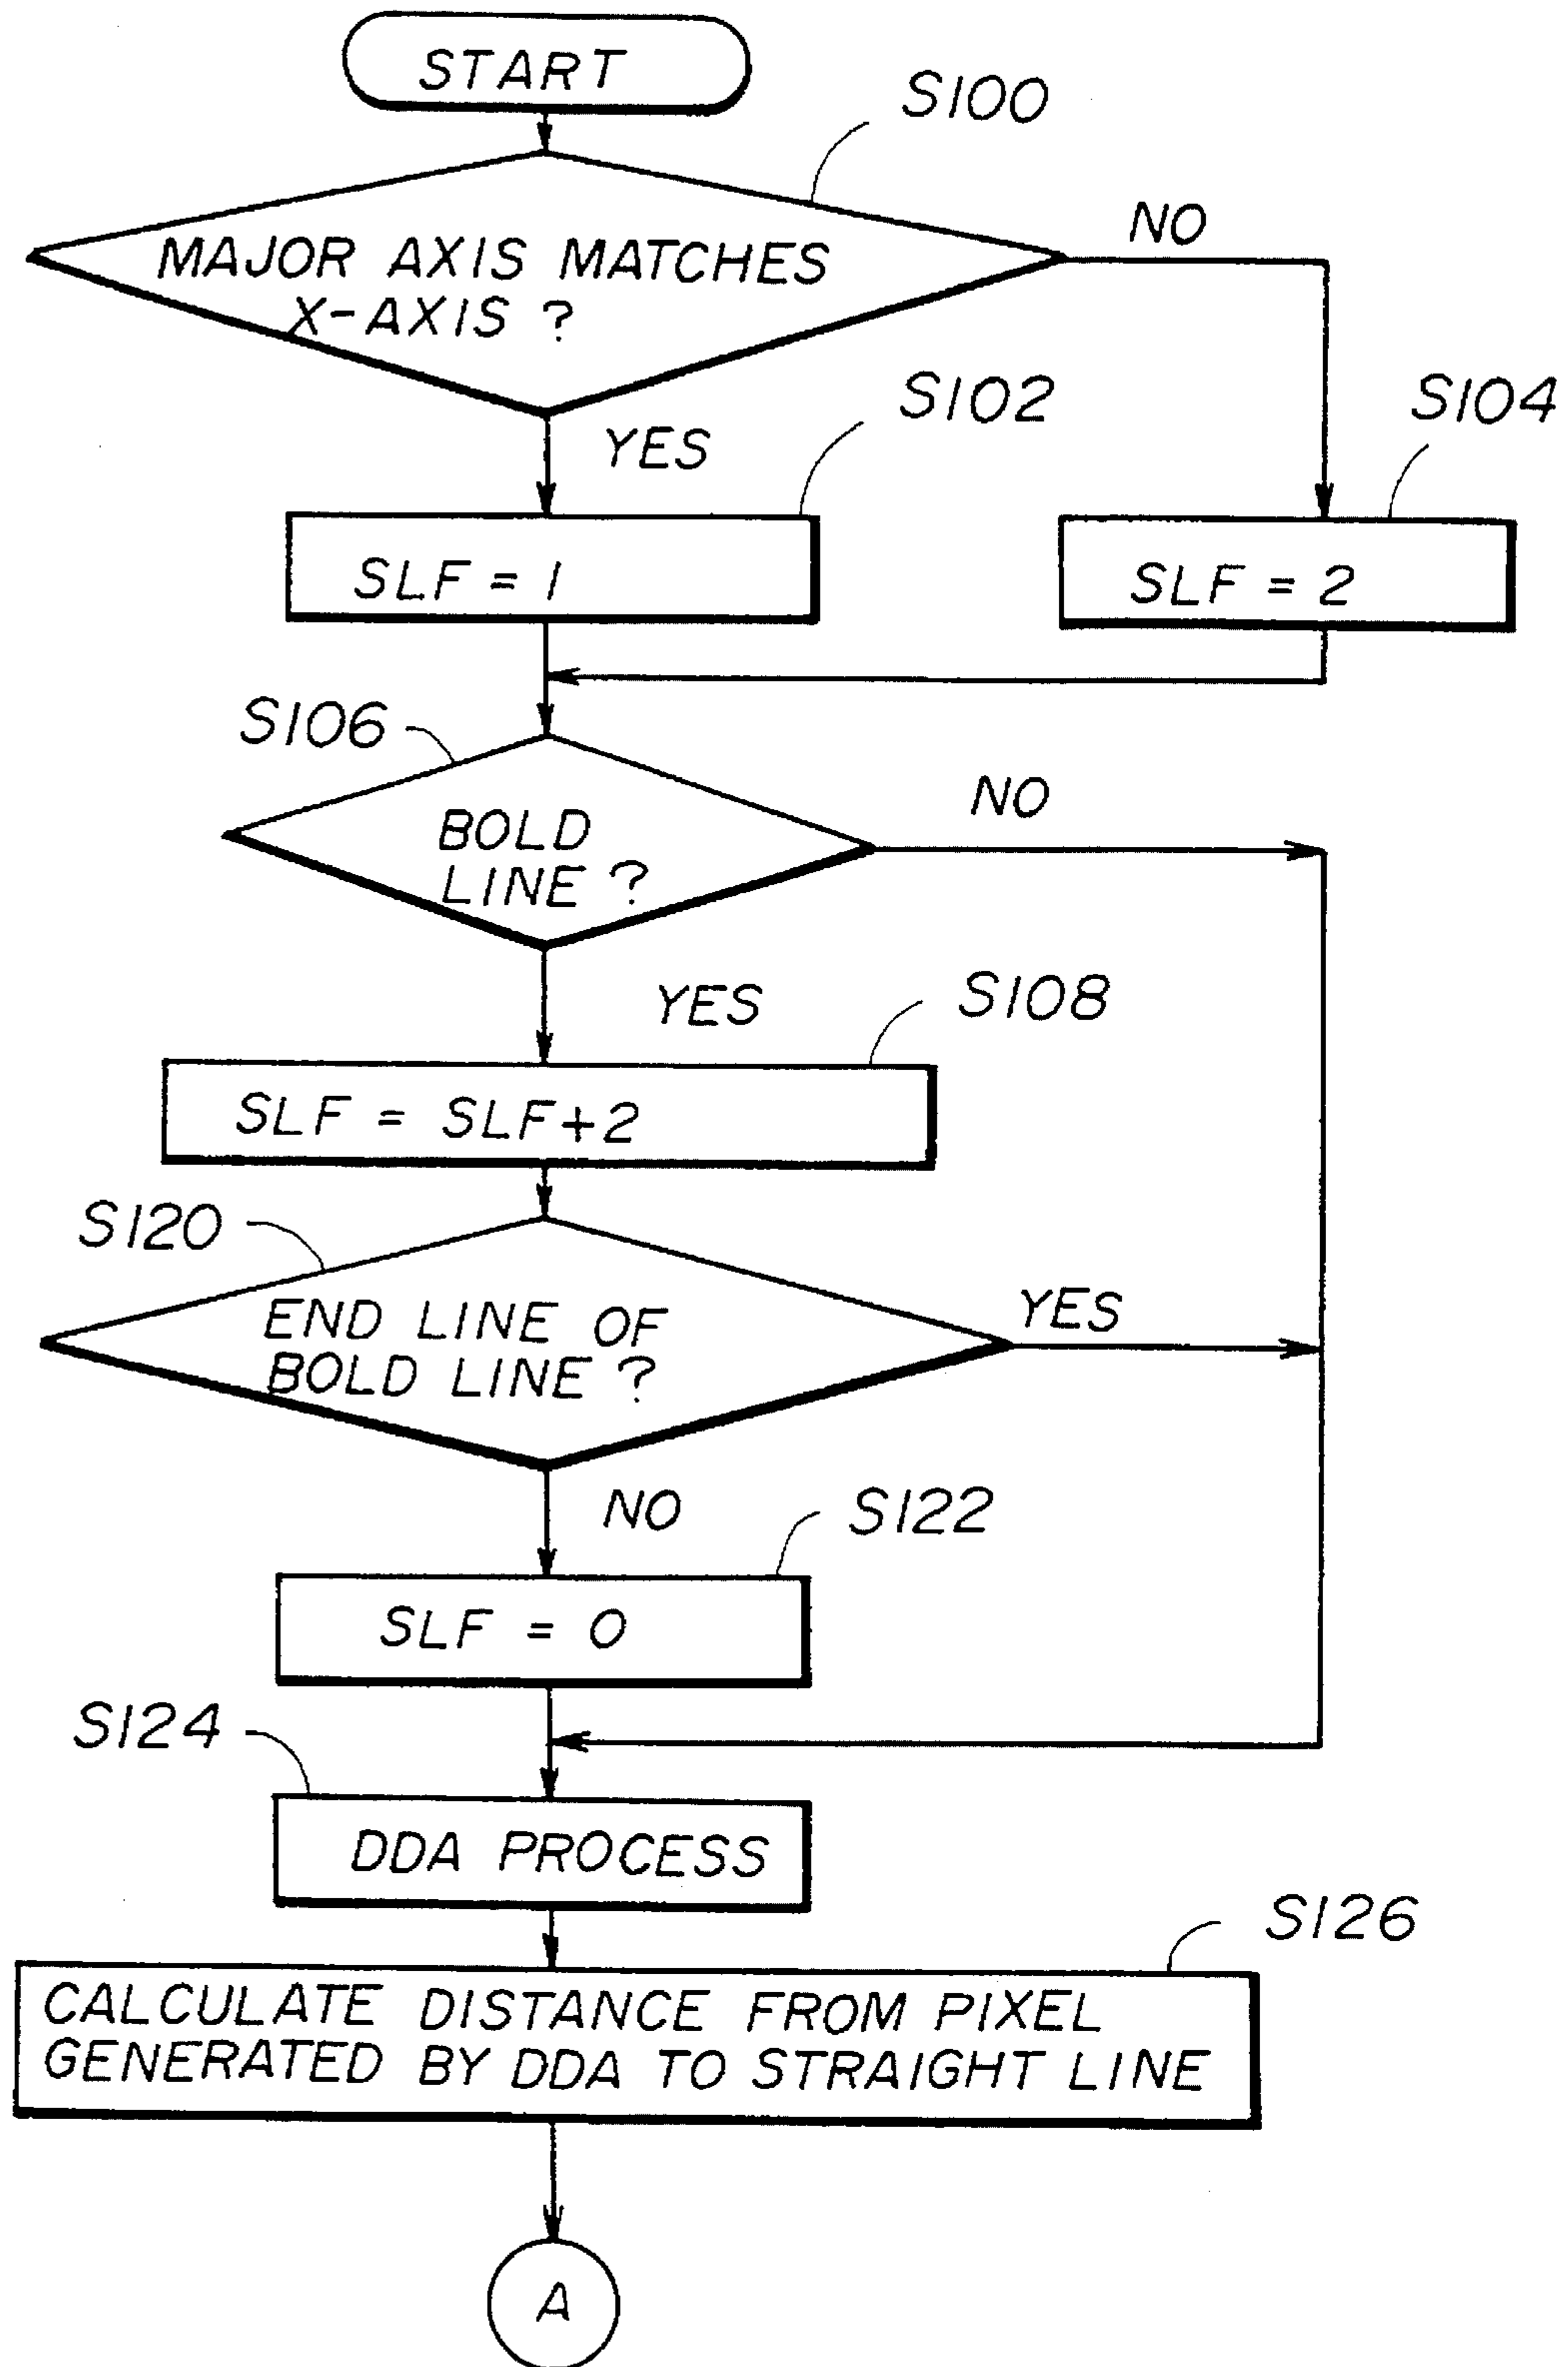 START
S100
NO
MAJOR AXIS MATCHES
X-AXIS ?
S102
S104
YES
SLF = 1
SLF = 2
S106
NO
BOLD
LINE ?
YES
S108
SLF = SLF+2
S120
YES
END LINE OF
BOLD LINE ?
NO
S122
SLF = 0
S124
DDA PROCESS
S126
CALCULATE DISTANCE FROM PIXEL
GENERATED BY DDA TO STRAIGHT LINE
A